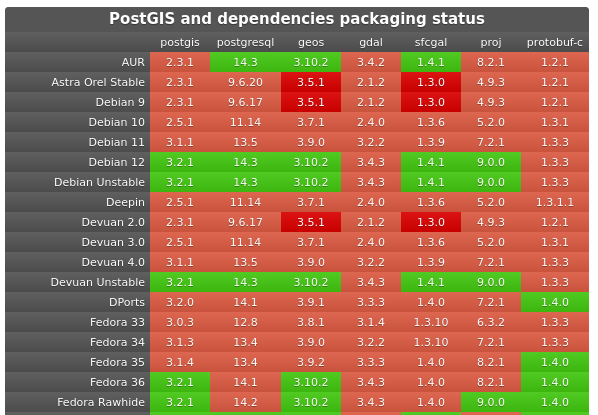 PostGIS and dependencies packaging status
postgis postgresql geos gdal sfcgal proj protobuf-c
AUR 2.3.1 14.3 3.10.2 3.4.2 1.4.1 8.2.1 1.2.1
Astra Orel Stable 2.3.1 9.6.20 3.5.1 2.1.2 1.3.0 4.9.3 1.2.1
Debian 9 2.3.1 9.6.17 3.5.1 2.1.2 1.3.0 4.9.3 1.2.1
Debian 10 2.5.1 11.14 3.7.1 2.4.0 1.3.6 5.2.0 1.3.1
Debian 11 3.1.1 13.5 3.9.0 3.2.2 1.3.9 7.2.1 1.3.3
Debian 12 3.2.1 14.3 3.10.2 3.4.3 1.4.1 9.0.0 1.3.3
Debian Unstable 3.2.1 14.3 3.10.2 3.4.3 1.4.1 9.0.0 1.3.3
Deepin 2.5.1 11.14 3.7.1 2.4.0 1.3.6 5.2.0 1.3.1.1
Devuan 2.0 2.3.1 9.6.17 3.5.1 2.1.2 1.3.0 4.9.3 1.2.1
Devuan 3.0 2.5.1 11.14 3.7.1 2.4.0 1.3.6 5.2.0 1.3.1
Devuan 4.0 3.1.1 13.5 3.9.0 3.2.2 1.3.9 7.2.1 1.3.3
Devuan Unstable 3.2.1 14.3 3.10.2 3.4.3 1.4.1 9.0.0 1.3.3
DPorts 3.2.0 14.1 3.9.1 3.3.3 1.4.0 7.2.1 1.4.0
Fedora 33 3.0.3 12.8 3.8.1 3.1.4 1.3.10 6.3.2 1.3.3
Fedora 34 3.1.3 13.4 3.9.0 3.2.2 1.3.10 7.2.1 1.3.3
Fedora 35 3.1.4 13.4 3.9.2 3.3.3 1.4.0 8.2.1 1.4.0
Fedora 36 3.2.1 14.1 3.10.2 3.4.3 1.4.0 8.2.1 1.4.0
Fedora Rawhide 3.2.1 14.2 3.10.2 3.4.3 1.4.0 9.0.0 1.4.0